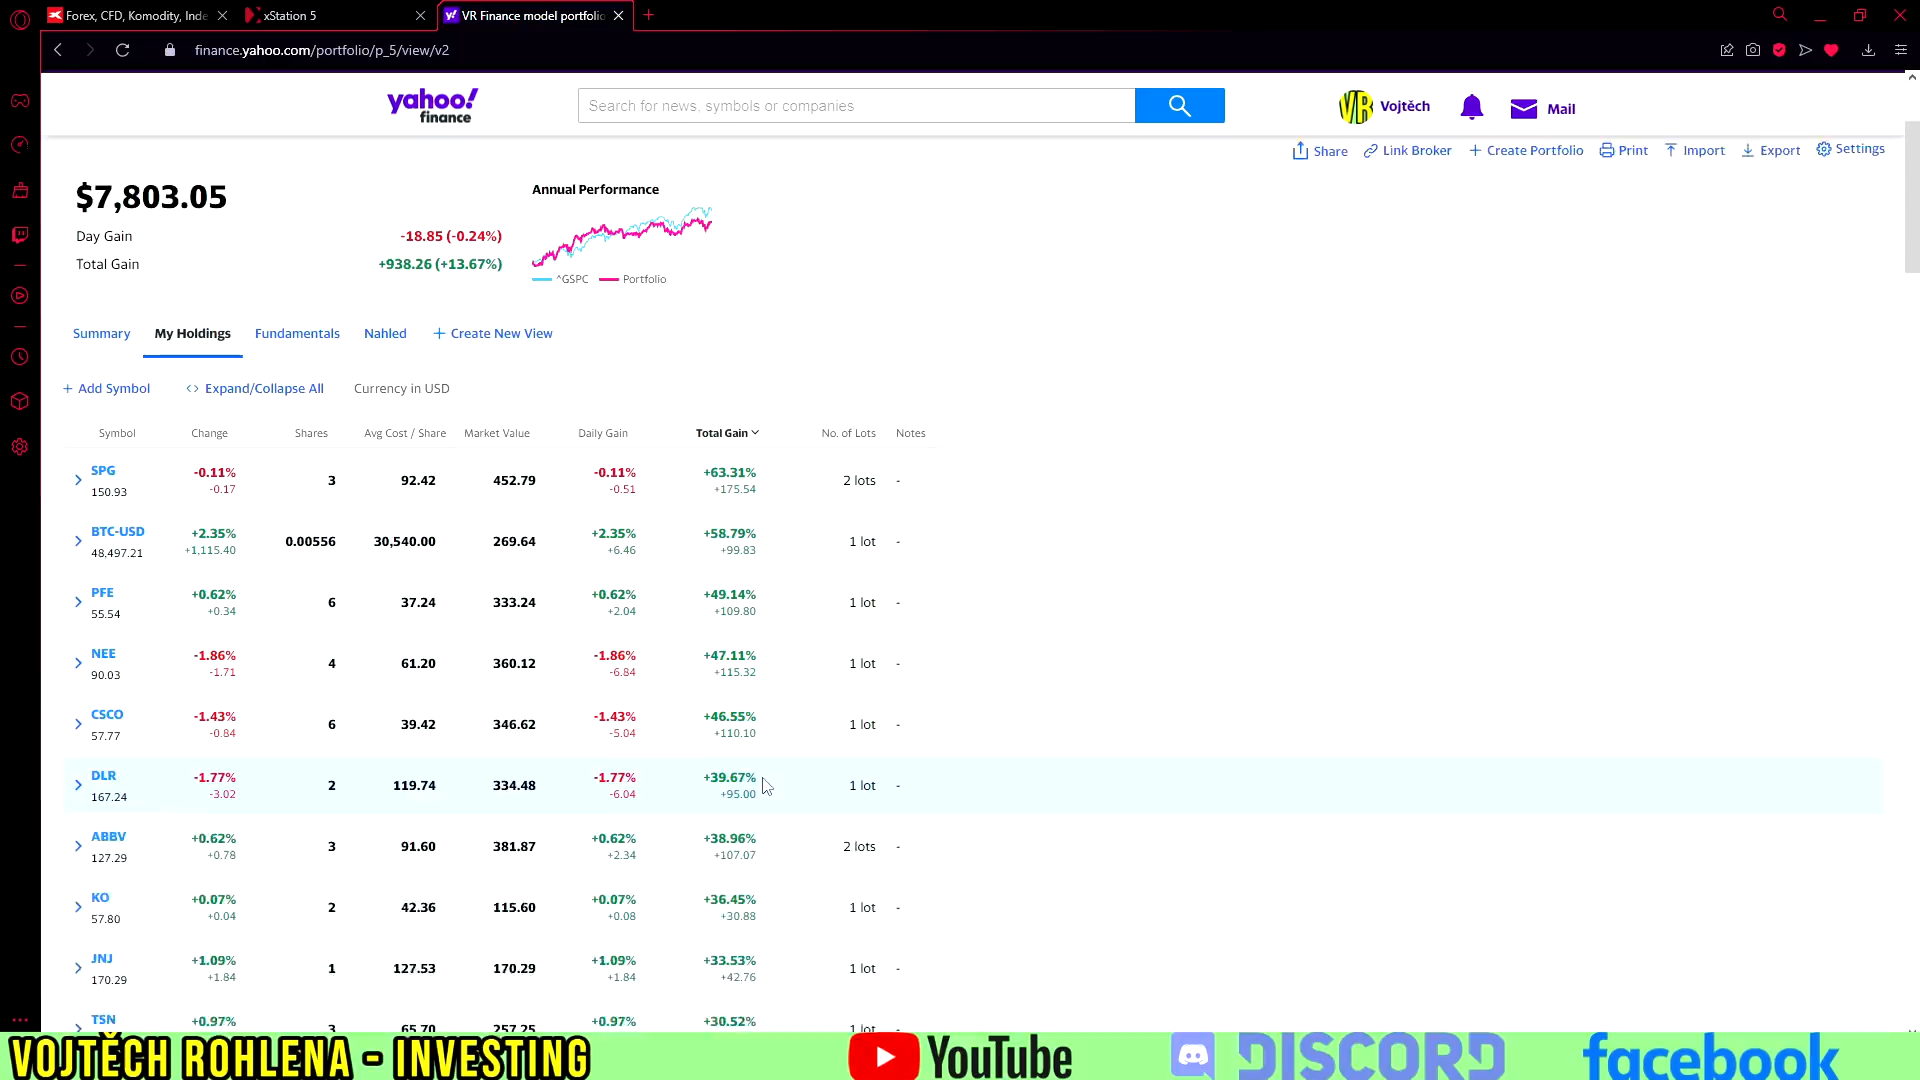 Forex, CFD, Komodity, Inde
xStation 5
VR Finance model portfolio
finance.yahoo.com/portfolio/p_5/view/v2
yahoo!
finance
Search for news, symbols or companies
VR
Vojtěch
Mail
Share
Link Broker
+ Create Portfolio
Print
Import
Export
Settings
$7,803.05
Annual Performance
Day Gain -18.85 (-0.24%)
Total Gain +938.26 (+13.67%)
^GSPC Portfolio
Summary My Holdings Fundamentals Nahled + Create New View
+ Add Symbol <> Expand/Collapse All Currency in USD
Symbol Change Shares Avg Cost / Share Market Value Daily Gain Total Gain No. of Lots Notes
SPG -0.11% 3 92.42 452.79 -0.11% +63.31% 2 lots -
150.93 -0.17 -0.51 +175.54
BTC-USD +2.35% 0.00556 30,540.00 269.64 +2.35% +58.79% 1 lot -
48,497.21 +1,115.40 +6.46 +99.83
PFE +0.62% 6 37.24 333.24 +0.62% +49.14% 1 lot -
55.54 +0.34 +2.04 +109.80
NEE -1.86% 4 61.20 360.12 -1.86% +47.11% 1 lot -
90.03 -1.71 -6.84 +115.32
CSCO -1.43% 6 39.42 346.62 -1.43% +46.55% 1 lot -
57.77 -0.84 -5.04 +110.10
DLR -1.77% 2 119.74 334.48 -1.77% +39.67% 1 lot -
167.24 -3.02 -6.04 +95.00
ABBV +0.62% 3 91.60 381.87 +0.62% +38.96% 2 lots -
127.29 +0.78 +2.34 +107.07
KO +0.07% 2 42.36 115.60 +0.07% +36.45% 1 lot -
57.80 +0.04 +0.08 +30.88
JNJ +1.09% 1 127.53 170.29 +1.09% +33.53% 1 lot -
170.29 +1.84 +1.84 +42.76
TSN +0.97% 3 65.70 257.25 +0.97% +30.52% 1 lot -
VOJTĚCH ROHLENA - INVESTING
YouTube
DISCORD
facebook